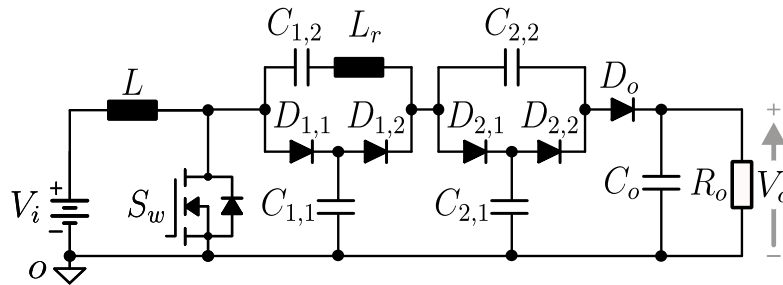 C1,2 Lr C2,2
L D1,1 D1,2 D2,1 D2,2 Do
+
Vi + Sw C1,1 C2,1 Co Ro Vo
−
o −